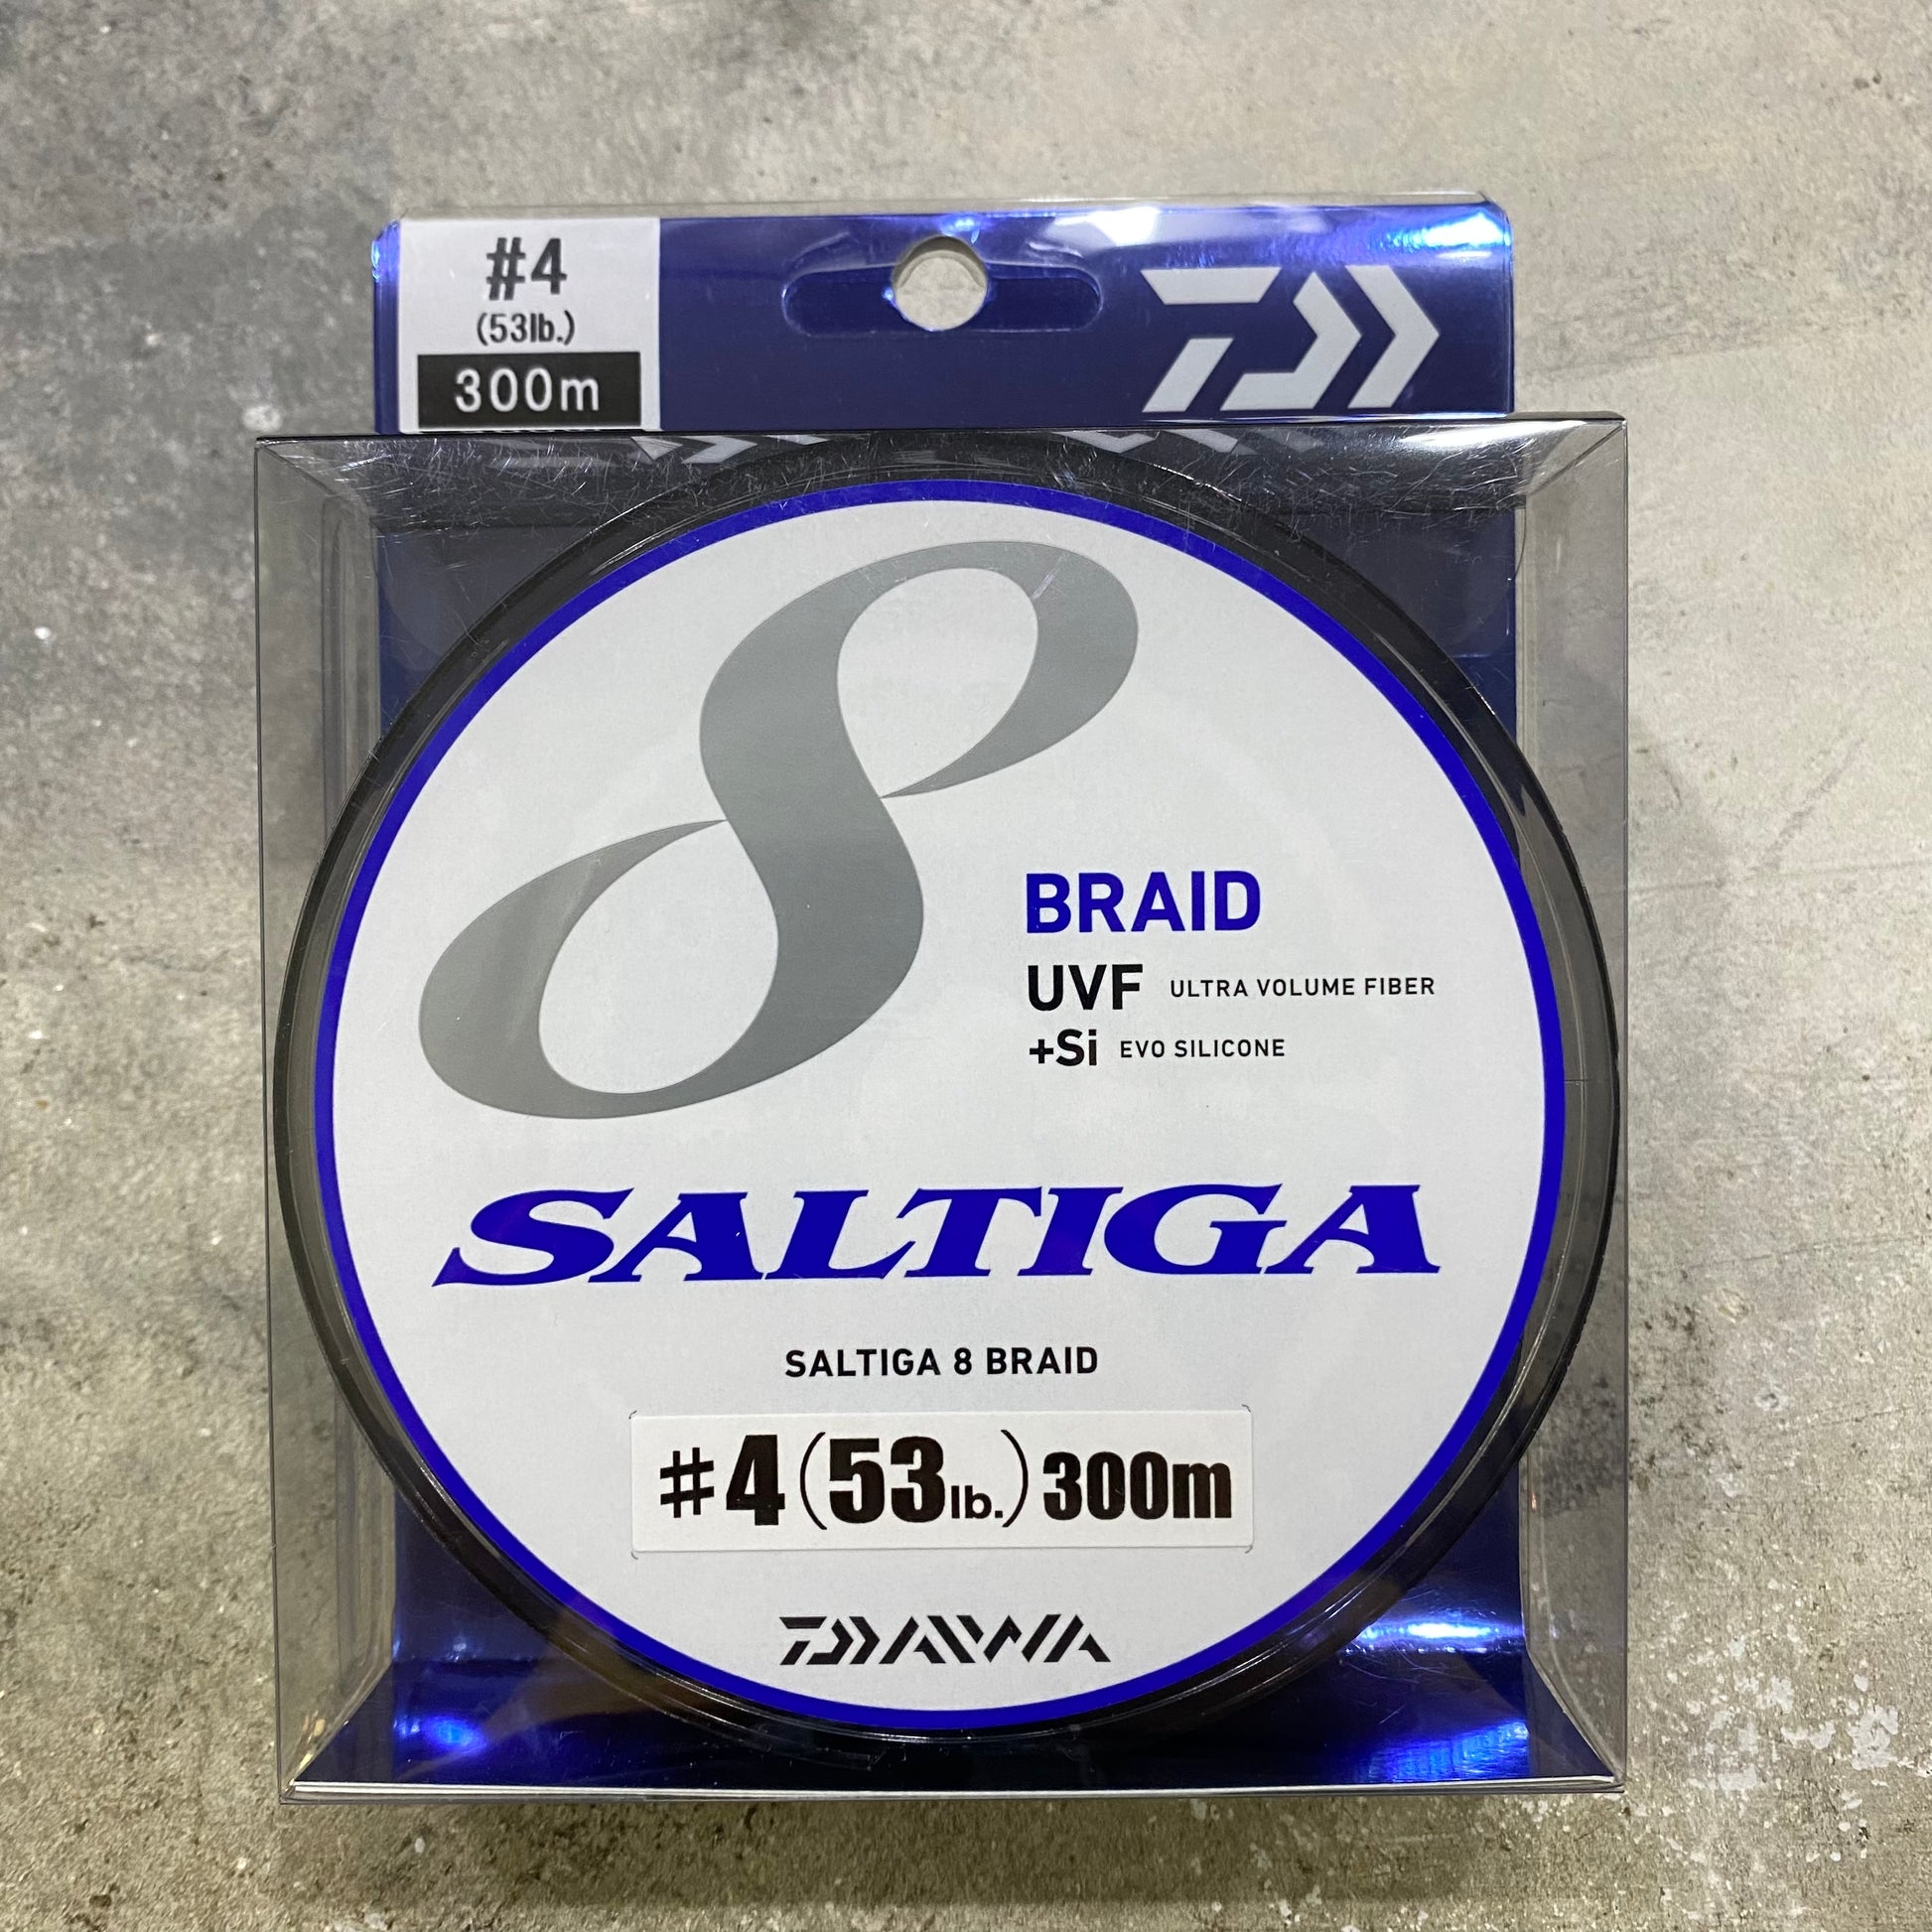 #4
(53lb.)
300m
8
BRAID
UVF ULTRA VOLUME FIBER
+Si EVO SILICONE
SALTIGA
SALTIGA 8 BRAID
#4(53lb.)300m
DAIWA